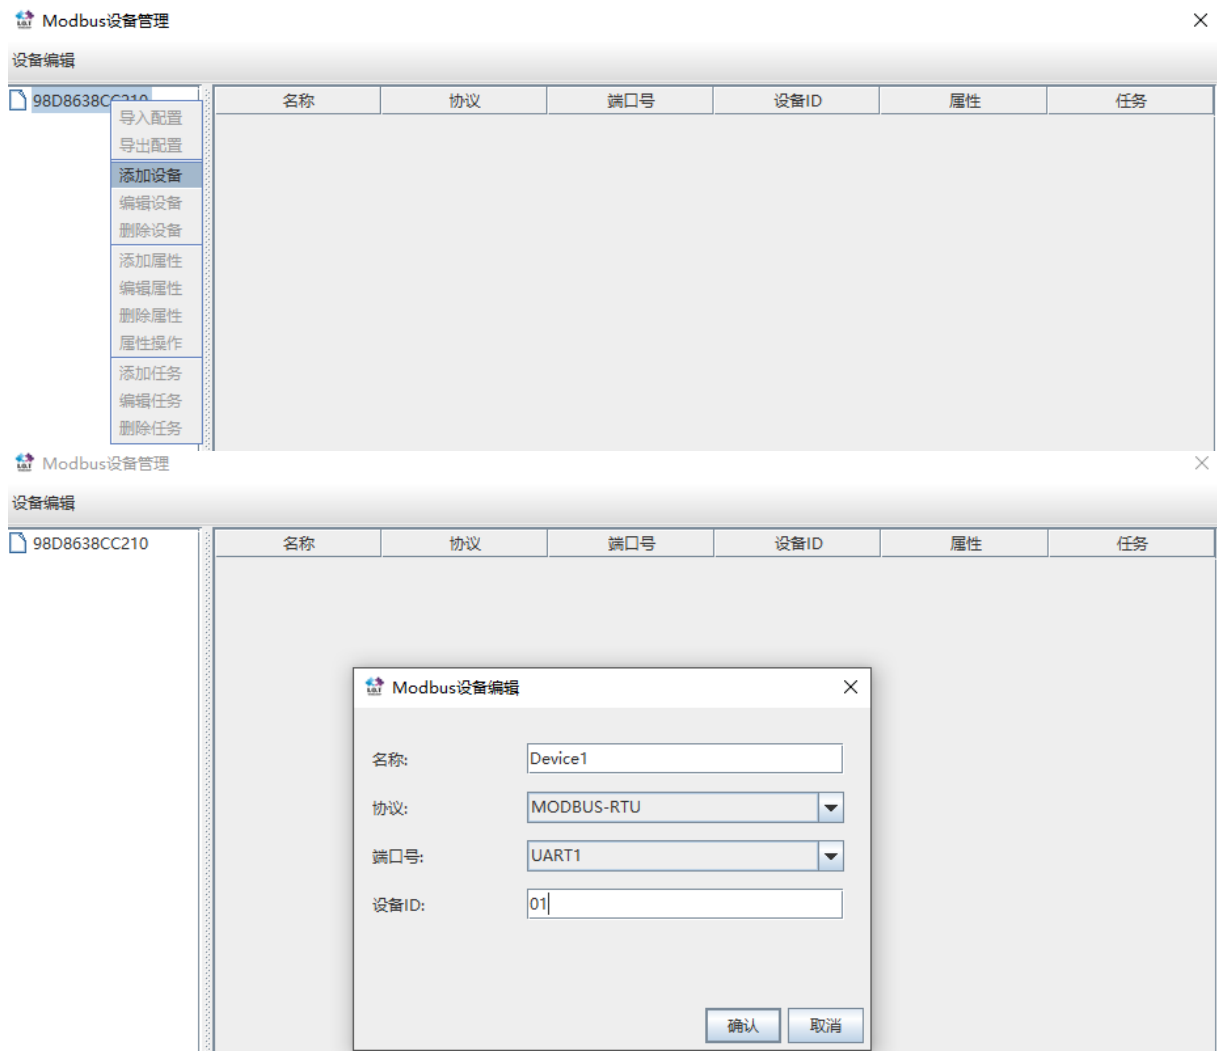 Modbus设备管理
设备编辑
98D8638CC210 名称 协议 端口号 设备ID 属性 任务
导入配置
导出配置
添加设备
编辑设备
删除设备
添加属性
编辑属性
删除属性
属性操作
添加任务
编辑任务
删除任务
Modbus设备管理
设备编辑
98D8638CC210 名称 协议 端口号 设备ID 属性 任务
Modbus设备编辑
名称: Device1
协议: MODBUS-RTU
端口号: UART1
设备ID: 01
确认 取消